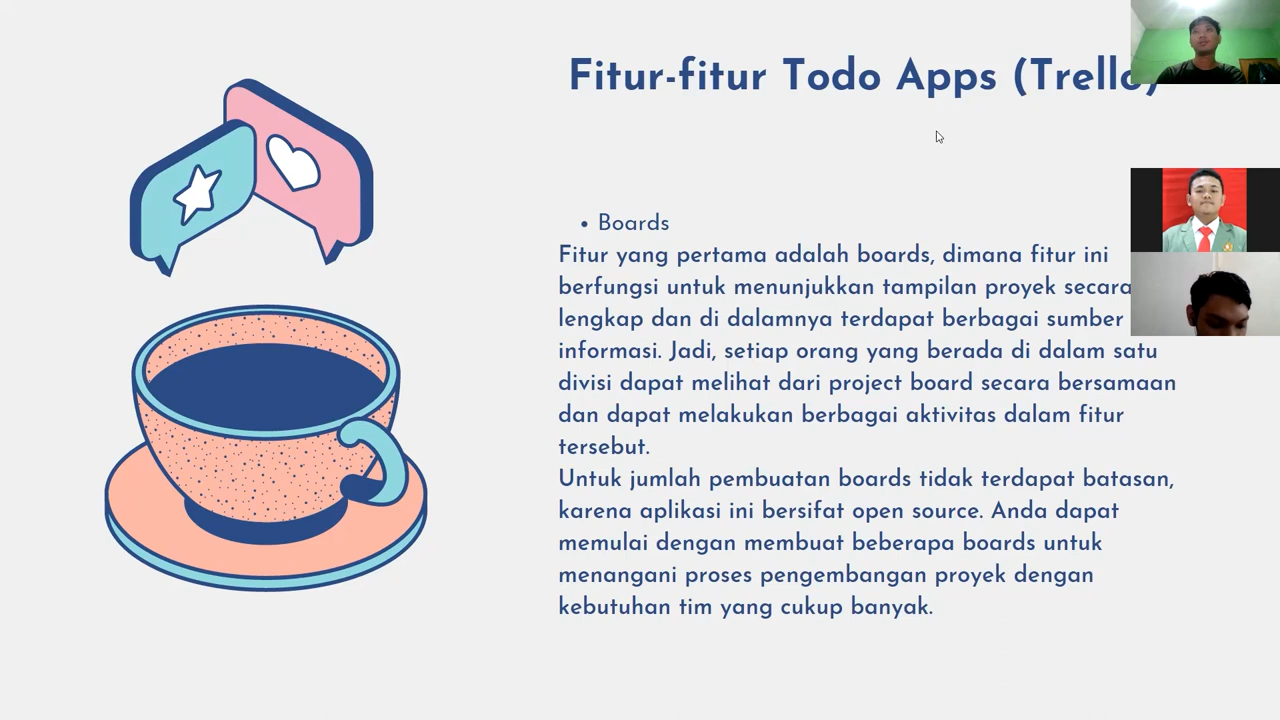 Fitur-fitur Todo Apps (Trello)
• Boards
Fitur yang pertama adalah boards, dimana fitur ini
berfungsi untuk menunjukkan tampilan proyek secara
lengkap dan di dalamnya terdapat berbagai sumber
informasi. Jadi, setiap orang yang berada di dalam satu
divisi dapat melihat dari project board secara bersamaan
dan dapat melakukan berbagai aktivitas dalam fitur
tersebut.
Untuk jumlah pembuatan boards tidak terdapat batasan,
karena aplikasi ini bersifat open source. Anda dapat
memulai dengan membuat beberapa boards untuk
menangani proses pengembangan proyek dengan
kebutuhan tim yang cukup banyak.